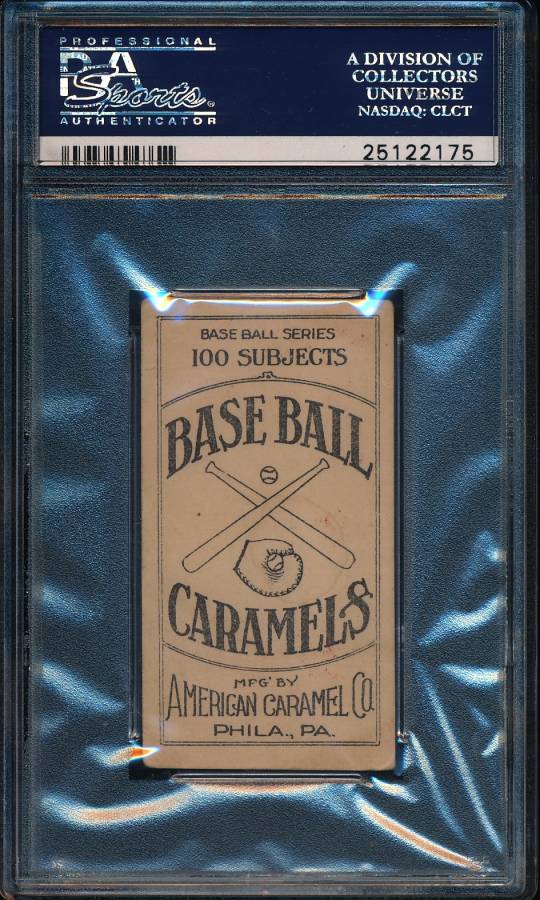 PROFESSIONAL
PSA
Sports
AUTHENTICATOR
A DIVISION OF
COLLECTORS
UNIVERSE
NASDAQ: CLCT
25122175
BASE BALL SERIES
100 SUBJECTS
BASE BALL
CARAMELS
MFG' BY
AMERICAN CARAMEL CO.
PHILA., PA.